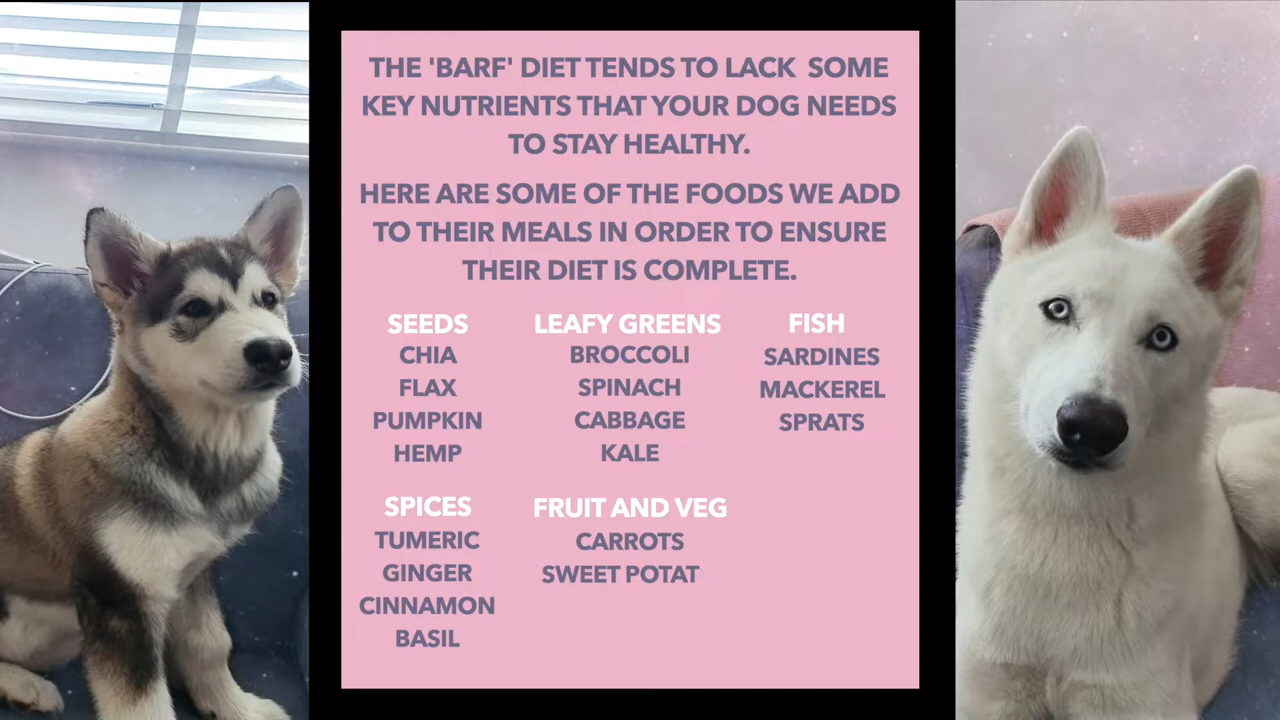 THE 'BARF' DIET TENDS TO LACK SOME
KEY NUTRIENTS THAT YOUR DOG NEEDS
TO STAY HEALTHY.
HERE ARE SOME OF THE FOODS WE ADD
TO THEIR MEALS IN ORDER TO ENSURE
THEIR DIET IS COMPLETE.
SEEDS
CHIA
FLAX
PUMPKIN
HEMP
LEAFY GREENS
BROCCOLI
SPINACH
CABBAGE
KALE
FISH
SARDINES
MACKEREL
SPRATS
SPICES
TUMERIC
GINGER
CINNAMON
BASIL
FRUIT AND VEG
CARROTS
SWEET POTAT